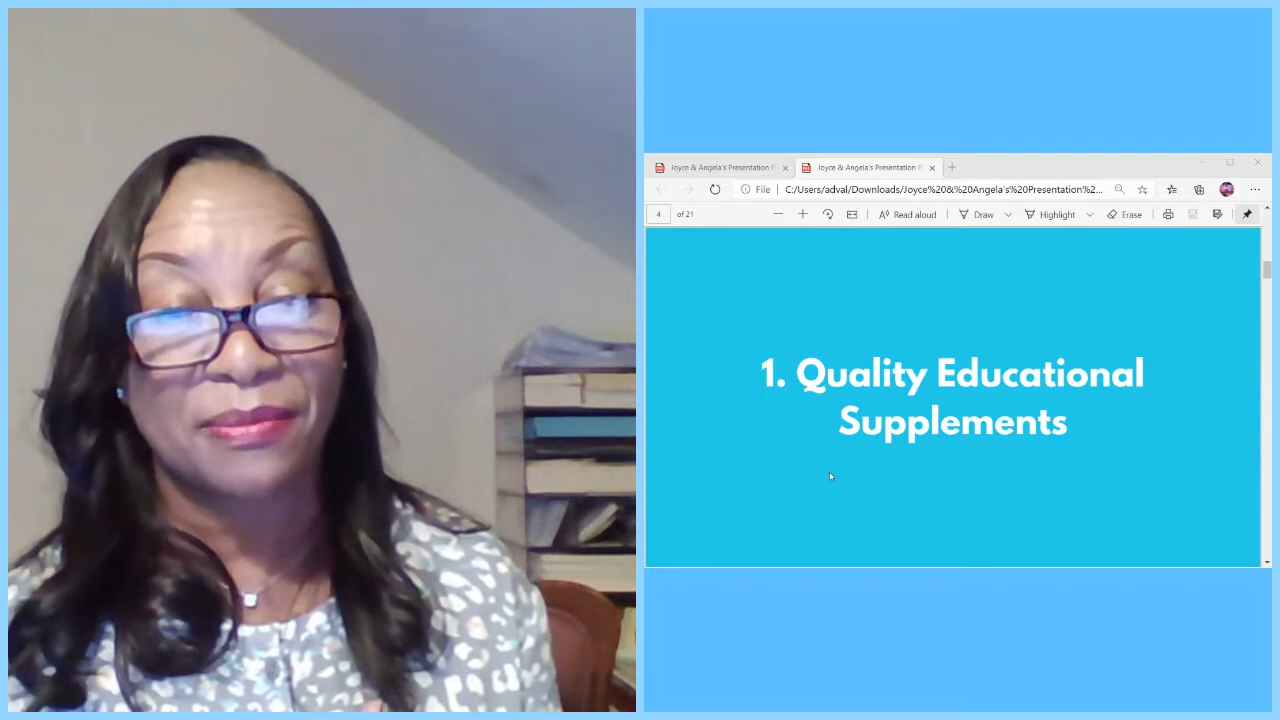 Joyce & Angela's Presentation P
Joyce & Angela's Presentation P
File
C:/Users/adval/Downloads/Joyce%20&%20Angela's%20Presentation%2...
4 of 21
Read aloud
Draw
Highlight
Erase
1. Quality Educational
Supplements